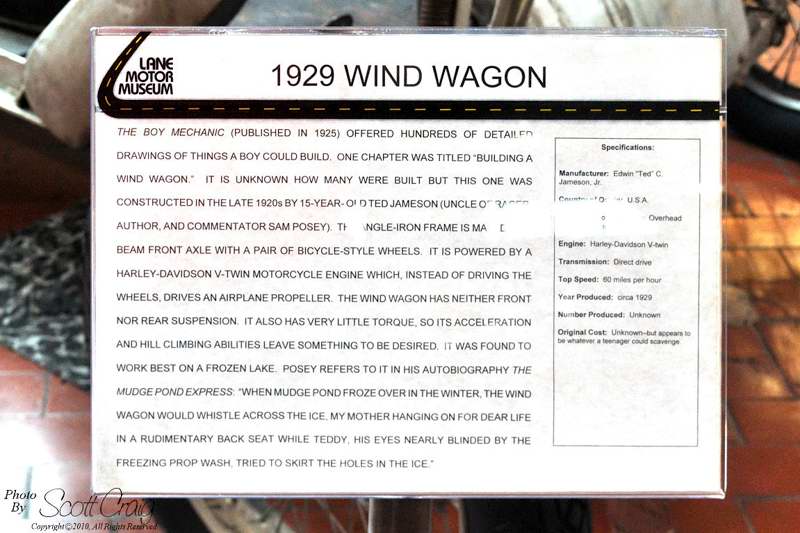 LANE
MOTOR
MUSEUM
1929 WIND WAGON
THE BOY MECHANIC (PUBLISHED IN 1925) OFFERED HUNDREDS OF DETAILED
DRAWINGS OF THINGS A BOY COULD BUILD. ONE CHAPTER WAS TITLED "BUILDING A
WIND WAGON." IT IS UNKNOWN HOW MANY WERE BUILT BUT THIS ONE WAS
CONSTRUCTED IN THE LATE 1920s BY 15-YEAR-OLD TED JAMESON (UNCLE OF RACER,
AUTHOR, AND COMMENTATOR SAM POSEY). ANGLE-IRON FRAME IS
BEAM FRONT AXLE WITH A PAIR OF BICYCLE-STYLE WHEELS. IT IS POWERED BY A
HARLEY-DAVIDSON V-TWIN MOTORCYCLE ENGINE WHICH, INSTEAD OF DRIVING THE
WHEELS, DRIVES AN AIRPLANE PROPELLER. THE WIND WAGON HAS NEITHER FRONT
NOR REAR SUSPENSION. IT ALSO HAS VERY LITTLE TORQUE, SO ITS ACCELERATION
AND HILL CLIMBING ABILITIES LEAVE SOMETHING TO BE DESIRED. IT WAS FOUND TO
WORK BEST ON A FROZEN LAKE. POSEY REFERS TO IT IN HIS AUTOBIOGRAPHY THE
MUDGE POND EXPRESS: "WHEN MUDGE POND FROZE OVER IN THE WINTER, THE WIND
WAGON WOULD WHISTLE ACROSS THE ICE, MY MOTHER HANGING ON FOR DEAR LIFE
IN A RUDIMENTARY BACK SEAT WHILE TEDDY, HIS EYES NEARLY BLINDED BY THE
FREEZING PROP WASH, TRIED TO SKIRT THE HOLES IN THE ICE."
Specifications:
Manufacturer: Edwin "Ted" C.
Jameson, Jr.
Country of U.S.A.
Overhead
Engine: Harley-Davidson V-twin
Transmission: Direct drive
Top Speed: 60 miles per hour
Year Produced: circa 1929
Number Produced: Unknown
Original Cost: Unknown–but appears to
be whatever a teenager could scavenge.
Photo
By Scott Craig
Copyright©2010, All Rights Reserved